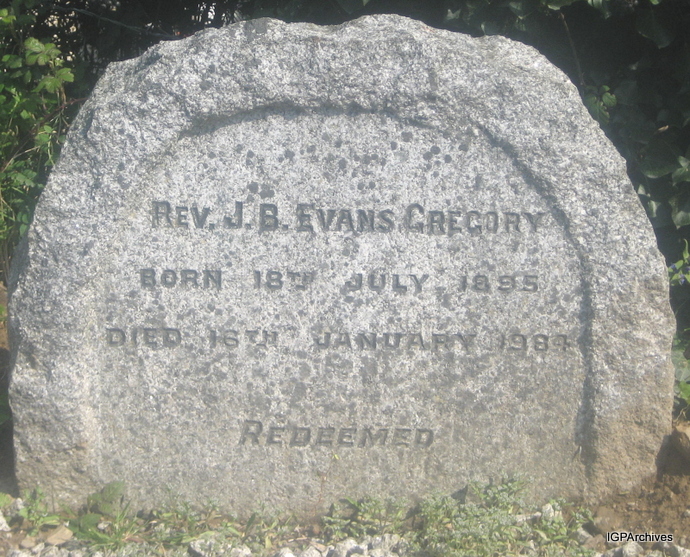 REV. J. B. EVANS GREGORY
BORN 18TH JULY 1895
DIED 16TH JANUARY
REDEEMED
IGPArchives